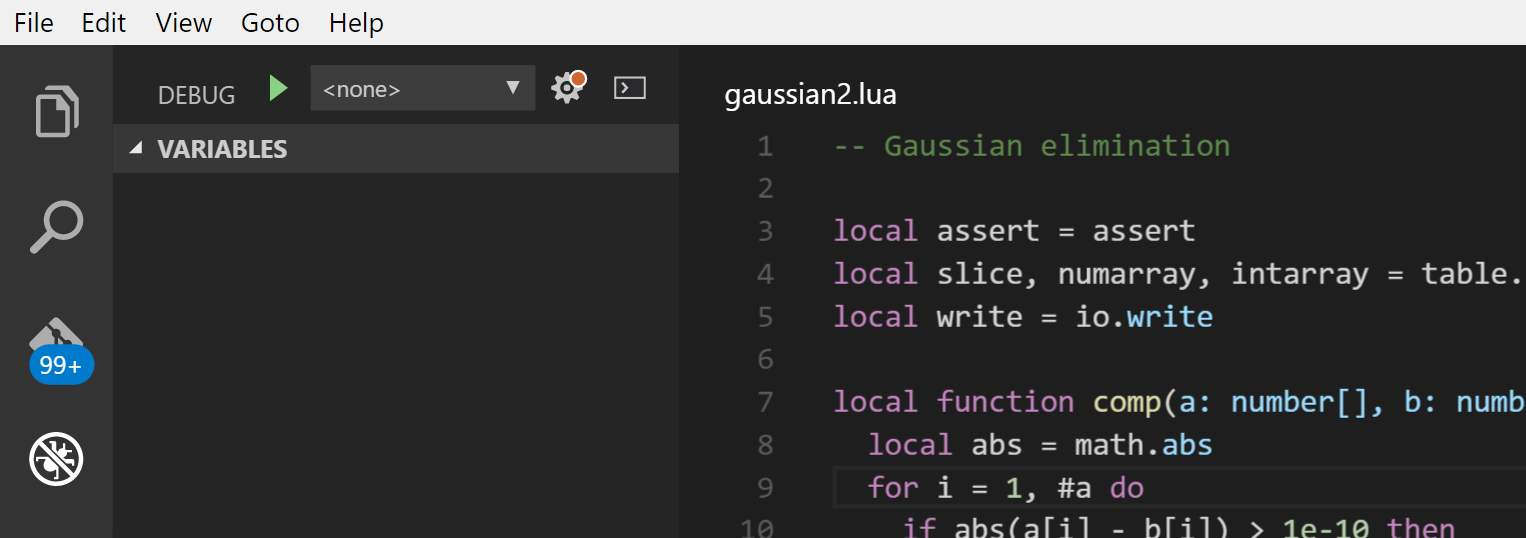 File Edit View Goto Help
DEBUG <none>
VARIABLES
99+
gaussian2.lua
1 -- Gaussian elimination
2
3 local assert = assert
4 local slice, numarray, intarray = table.
5 local write = io.write
6
7 local function comp(a: number[], b: numb
8 local abs = math.abs
9 for i = 1, #a do
10 if abs(a[i] - b[i]) > 1e-10 then